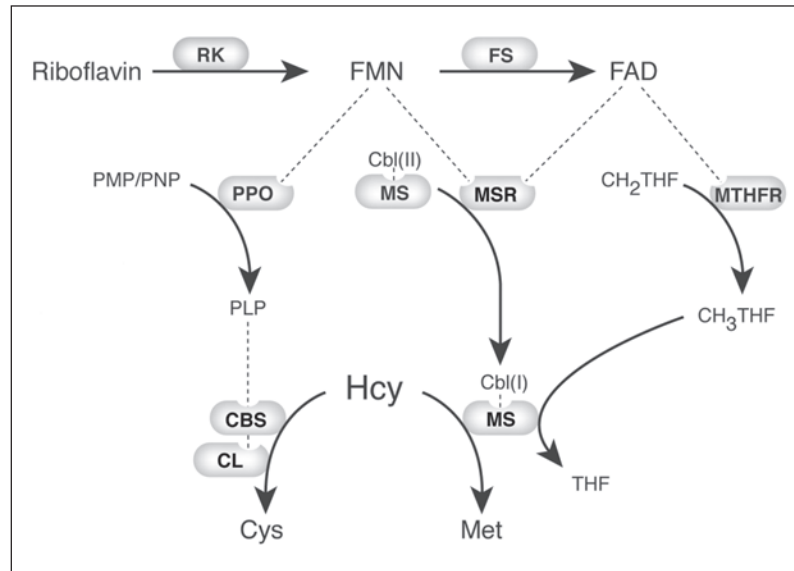 RK
FS
Riboflavin
FMN
FAD
Cbl(II)
PMP/PNP
PPO
MS
MSR
CH₂THF
MTHFR
PLP
CH₃THF
Hcy
Cbl(I)
CBS
MS
CL
THF
Cys
Met